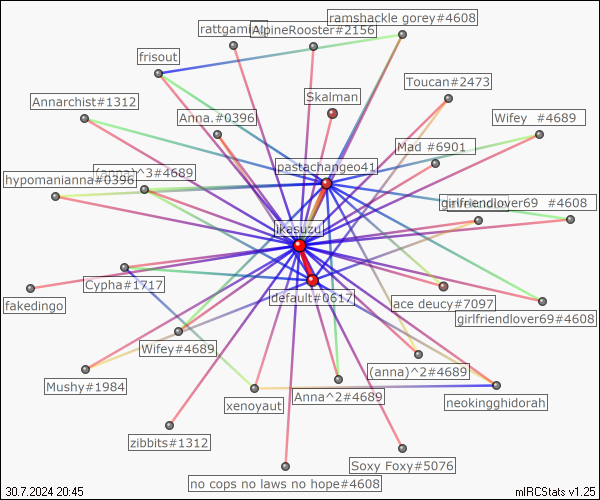 ramshackle gorey#4608
AlpineRooster#2156
frisout
Toucan#2473
Skalman
Annarchist#1312
Anna.#0396
Wifey #4689
Mad #6901
pastachangeo41
(anna)^3#4689
hypomanianna#0396
girlfriendlover69 #4608
ikasuzu
Cypha#1717
default#0617
fakedingo
ace deucy#7097
girlfriendlover69#4608
Wifey#4689
(anna)^2#4689
Mushy#1984
Anna^2#4689
xenoyaut
neokingghidorah
zibbits#1312
Soxy Foxy#5076
no cops no laws no hope#4608
30.7.2024 20:45
mIRCStats v1.25